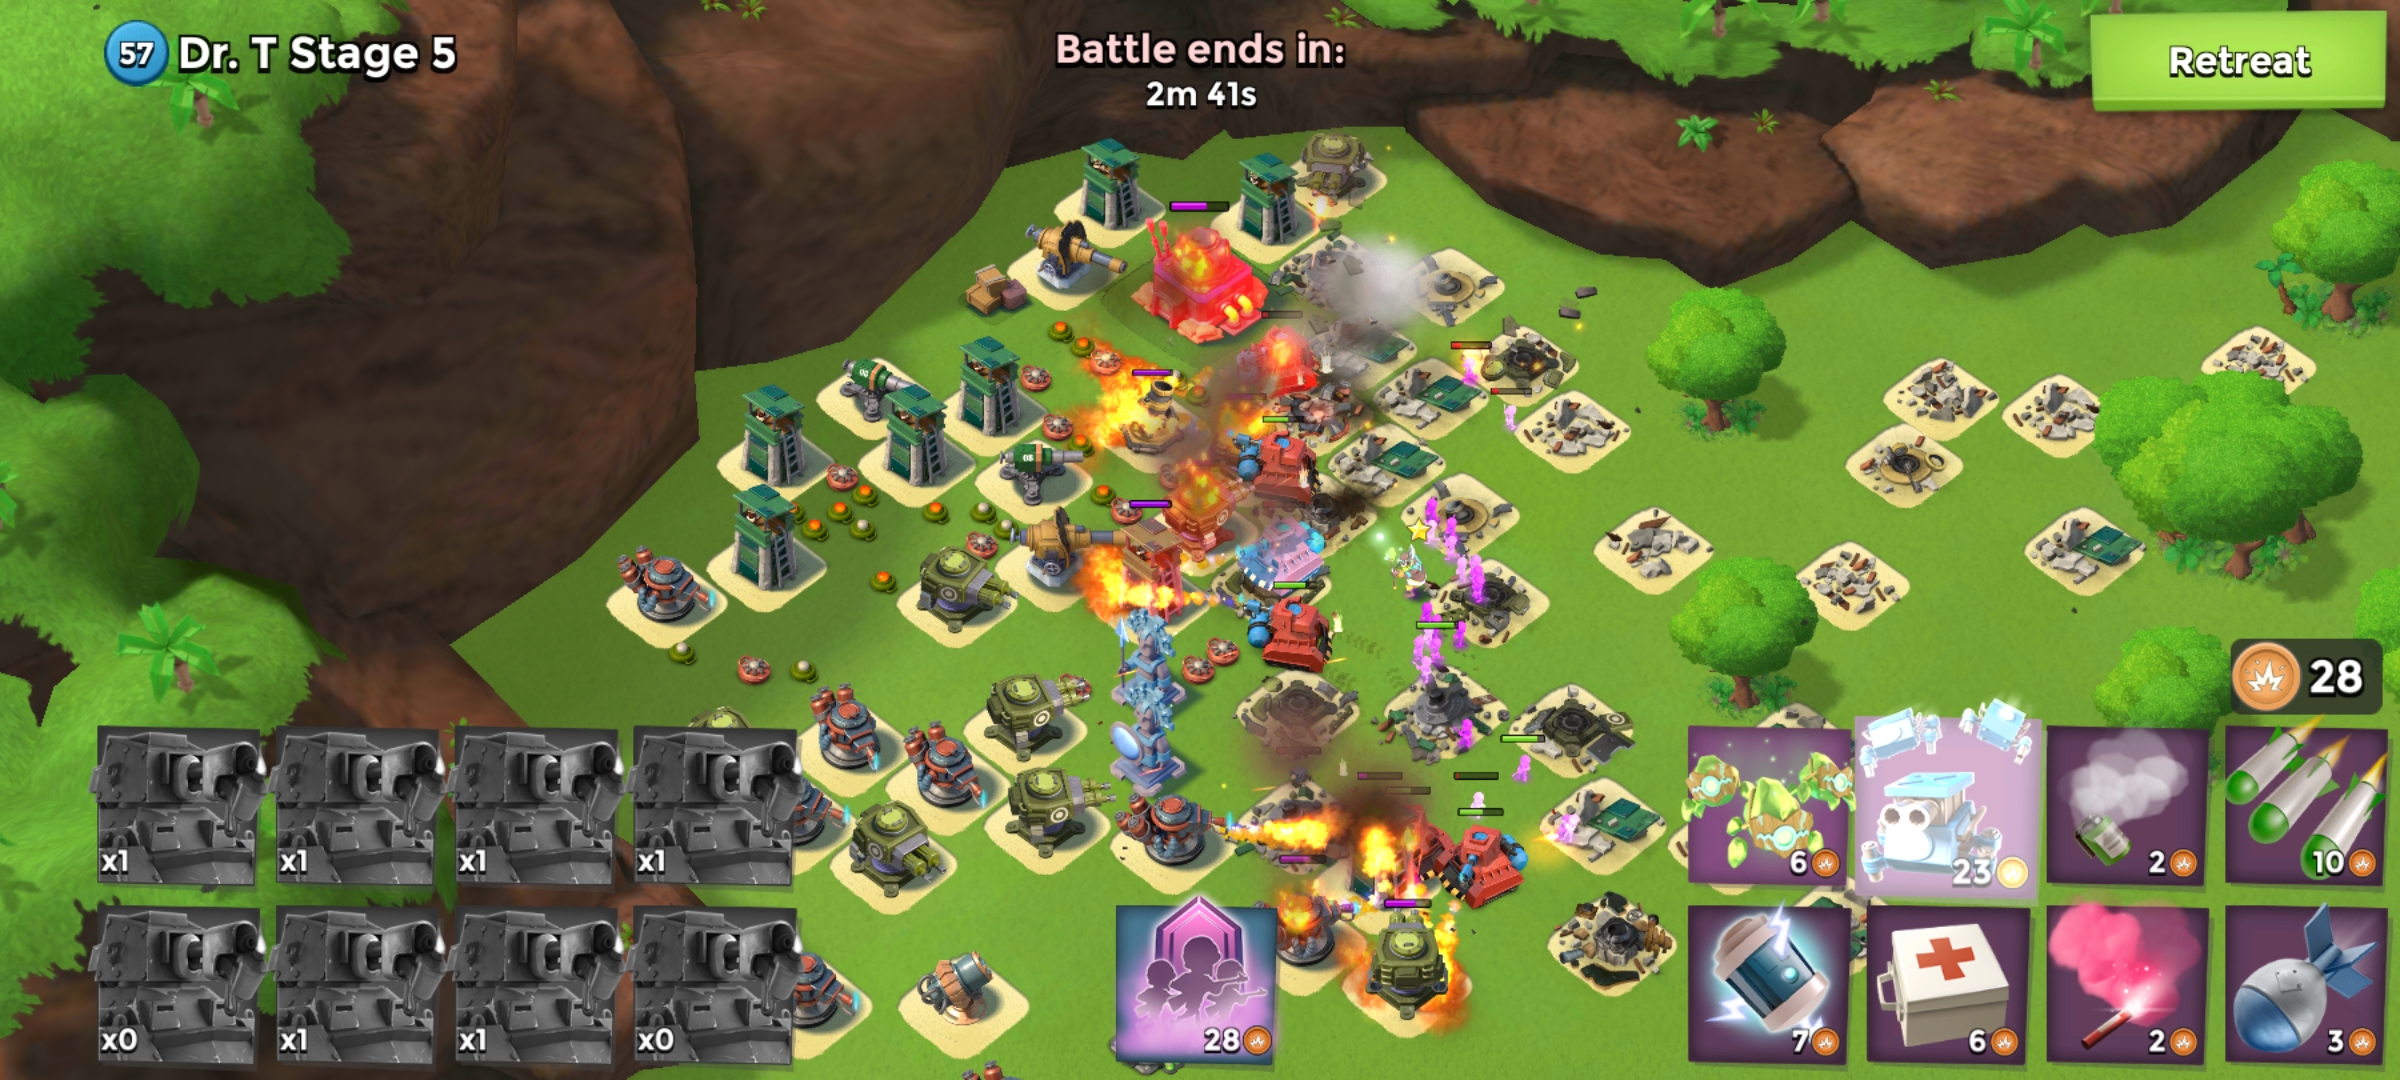 57 Dr. T Stage 5
Battle ends in:
2m 41s
Retreat
28
x1 x1 x1 x1
6 23 2 10
x0 x1 x1 x0
28
7 6 2 3